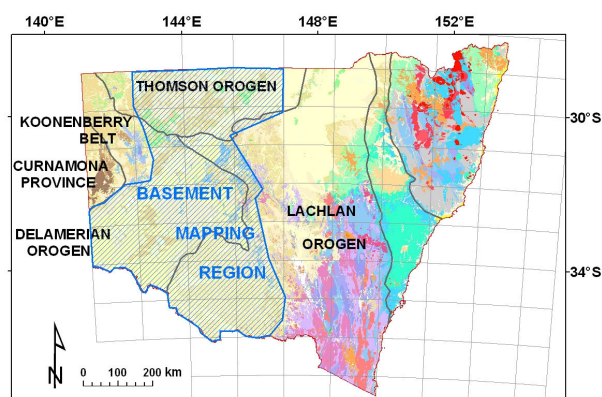 140°E 144°E 148°E 152°E
THOMSON OROGEN
30°S
KOONENBERRY
BELT
CURNAMONA
PROVINCE
BASEMENT
LACHLAN
DELAMERIAN
OROGEN
MAPPING
OROGEN
REGION
34°S
N
0 50 100 200 km